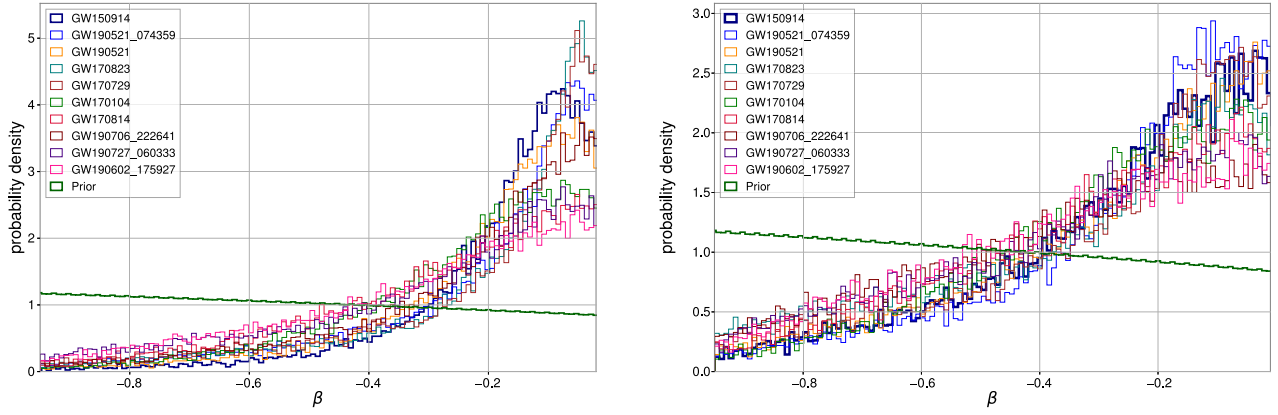 GW150914
GW190521_074359
GW190521
GW170823
GW170729
GW170104
GW170814
GW190706_222641
GW190727_060333
GW190602_175927
Prior
probability density
5
4
3
2
1
0
−0.8
−0.6
−0.4
−0.2
β
GW150914
GW190521_074359
GW190521
GW170823
GW170729
GW170104
GW170814
GW190706_222641
GW190727_060333
GW190602_175927
Prior
probability density
3.0
2.5
2.0
1.5
1.0
0.5
0.0
−0.8
−0.6
−0.4
−0.2
β